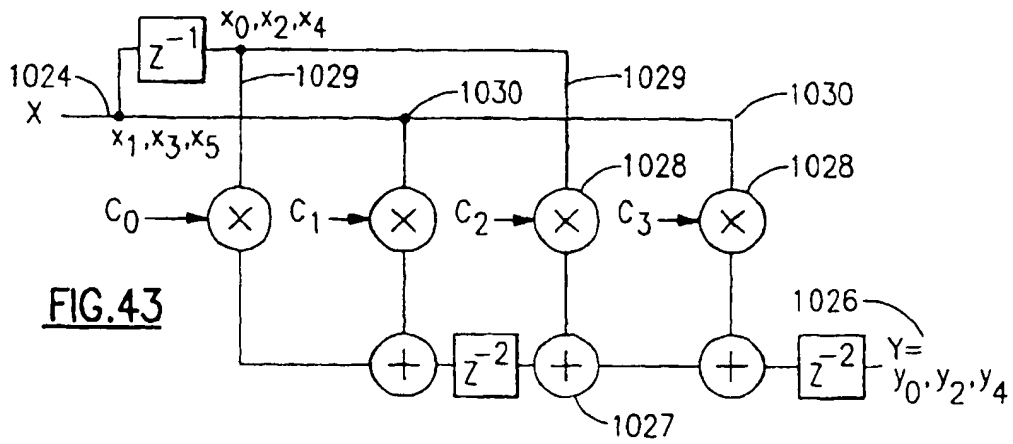 x0, x2, x4
z-1
1029
1029
1024
1030
1030
X
x1, x3, x5
1028
1028
C0
C1
C2
C3
×
×
×
×
FIG.43
1026
Y=
+
z-2
+
+
z-2
y0, y2, y4
1027